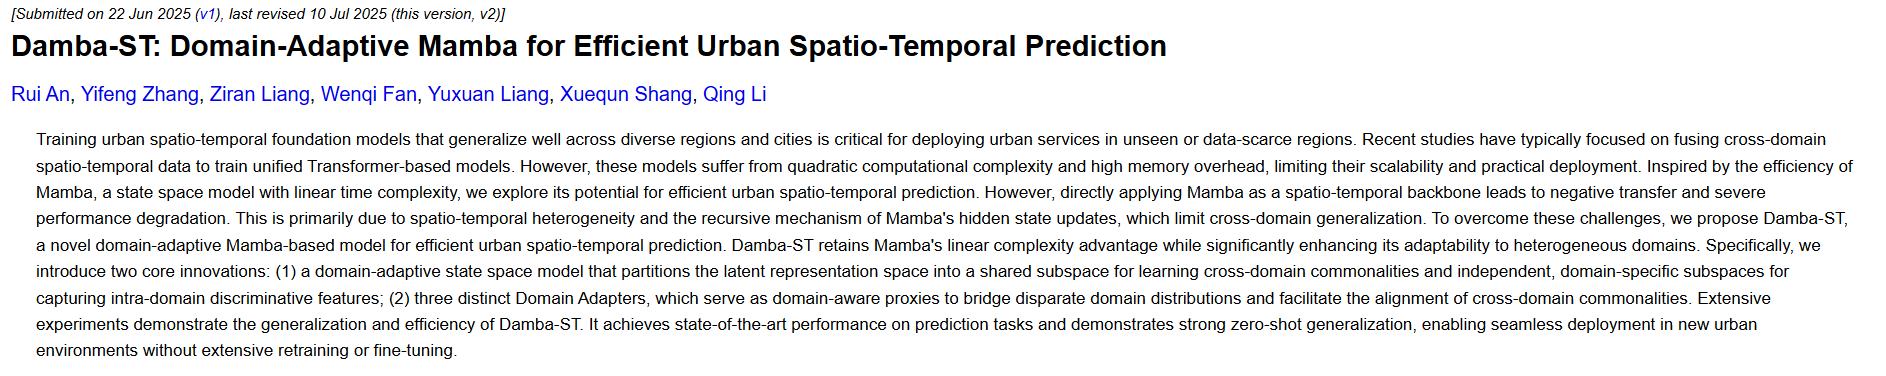 [Submitted on 22 Jun 2025 (v1), last revised 10 Jul 2025 (this version, v2)]
Damba-ST: Domain-Adaptive Mamba for Efficient Urban Spatio-Temporal Prediction
Rui An, Yifeng Zhang, Ziran Liang, Wenqi Fan, Yuxuan Liang, Xuequn Shang, Qing Li
Training urban spatio-temporal foundation models that generalize well across diverse regions and cities is critical for deploying urban services in unseen or data-scarce regions. Recent studies have typically focused on fusing cross-domain
spatio-temporal data to train unified Transformer-based models. However, these models suffer from quadratic computational complexity and high memory overhead, limiting their scalability and practical deployment. Inspired by the efficiency of
Mamba, a state space model with linear time complexity, we explore its potential for efficient urban spatio-temporal prediction. However, directly applying Mamba as a spatio-temporal backbone leads to negative transfer and severe
performance degradation. This is primarily due to spatio-temporal heterogeneity and the recursive mechanism of Mamba's hidden state updates, which limit cross-domain generalization. To overcome these challenges, we propose Damba-ST,
a novel domain-adaptive Mamba-based model for efficient urban spatio-temporal prediction. Damba-ST retains Mamba's linear complexity advantage while significantly enhancing its adaptability to heterogeneous domains. Specifically, we
introduce two core innovations: (1) a domain-adaptive state space model that partitions the latent representation space into a shared subspace for learning cross-domain commonalities and independent, domain-specific subspaces for
capturing intra-domain discriminative features; (2) three distinct Domain Adapters, which serve as domain-aware proxies to bridge disparate domain distributions and facilitate the alignment of cross-domain commonalities. Extensive
experiments demonstrate the generalization and efficiency of Damba-ST. It achieves state-of-the-art performance on prediction tasks and demonstrates strong zero-shot generalization, enabling seamless deployment in new urban
environments without extensive retraining or fine-tuning.